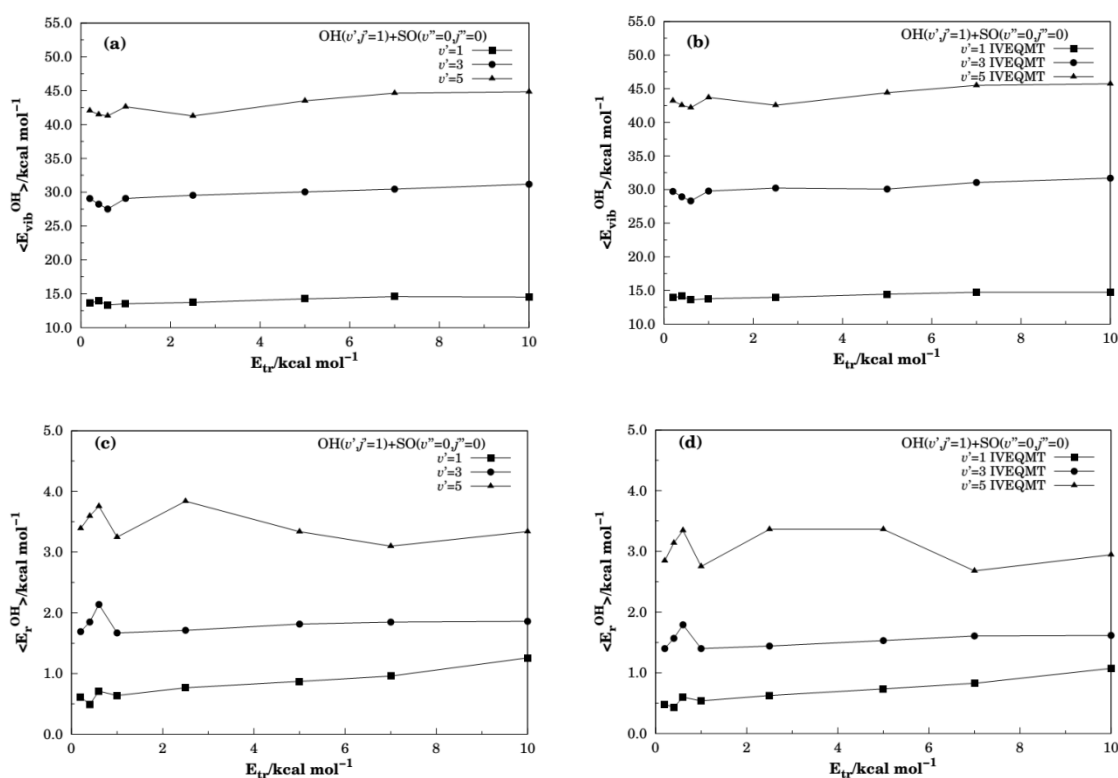 (a)
OH(v',j'=1)+SO(v''=0,j''=0)
v'=1
v'=3
v'=5
55.0
50.0
45.0
40.0
35.0
30.0
25.0
20.0
15.0
10.0
<E_vib^OH>/kcal mol⁻¹
0 2 4 6 8 10
E_tr/kcal mol⁻¹
(b)
OH(v',j'=1)+SO(v''=0,j''=0)
v'=1 IVEQMT
v'=3 IVEQMT
v'=5 IVEQMT
55.0
50.0
45.0
40.0
35.0
30.0
25.0
20.0
15.0
10.0
<E_vib^OH>/kcal mol⁻¹
0 2 4 6 8 10
E_tr/kcal mol⁻¹
(c)
OH(v',j'=1)+SO(v''=0,j''=0)
v'=1
v'=3
v'=5
5.0
4.0
3.0
2.0
1.0
0.0
<E_r^OH>/kcal mol⁻¹
0 2 4 6 8 10
E_tr/kcal mol⁻¹
(d)
OH(v',j'=1)+SO(v''=0,j''=0)
v'=1 IVEQMT
v'=3 IVEQMT
v'=5 IVEQMT
5.0
4.0
3.0
2.0
1.0
0.0
<E_r^OH>/kcal mol⁻¹
0 2 4 6 8 10
E_tr/kcal mol⁻¹